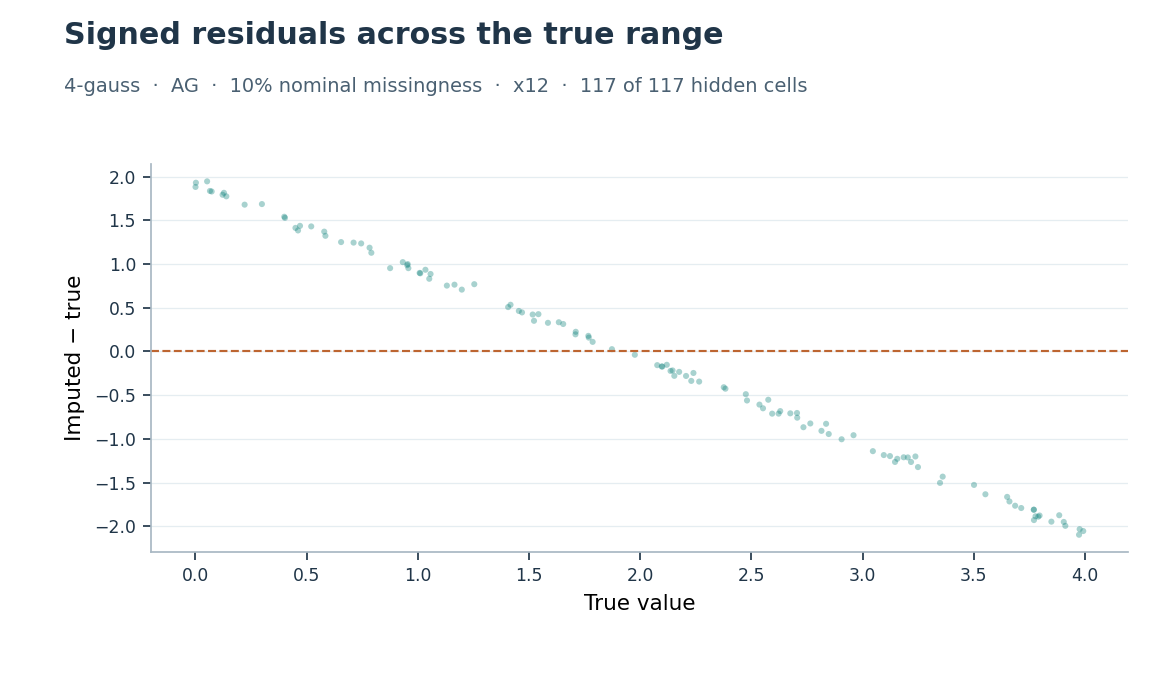 Signed residuals across the true range
4-gauss · AG · 10% nominal missingness · x12 · 117 of 117 hidden cells
2.0
1.5
1.0
0.5
0.0
−0.5
−1.0
−1.5
−2.0
Imputed − true
0.0 0.5 1.0 1.5 2.0 2.5 3.0 3.5 4.0
True value